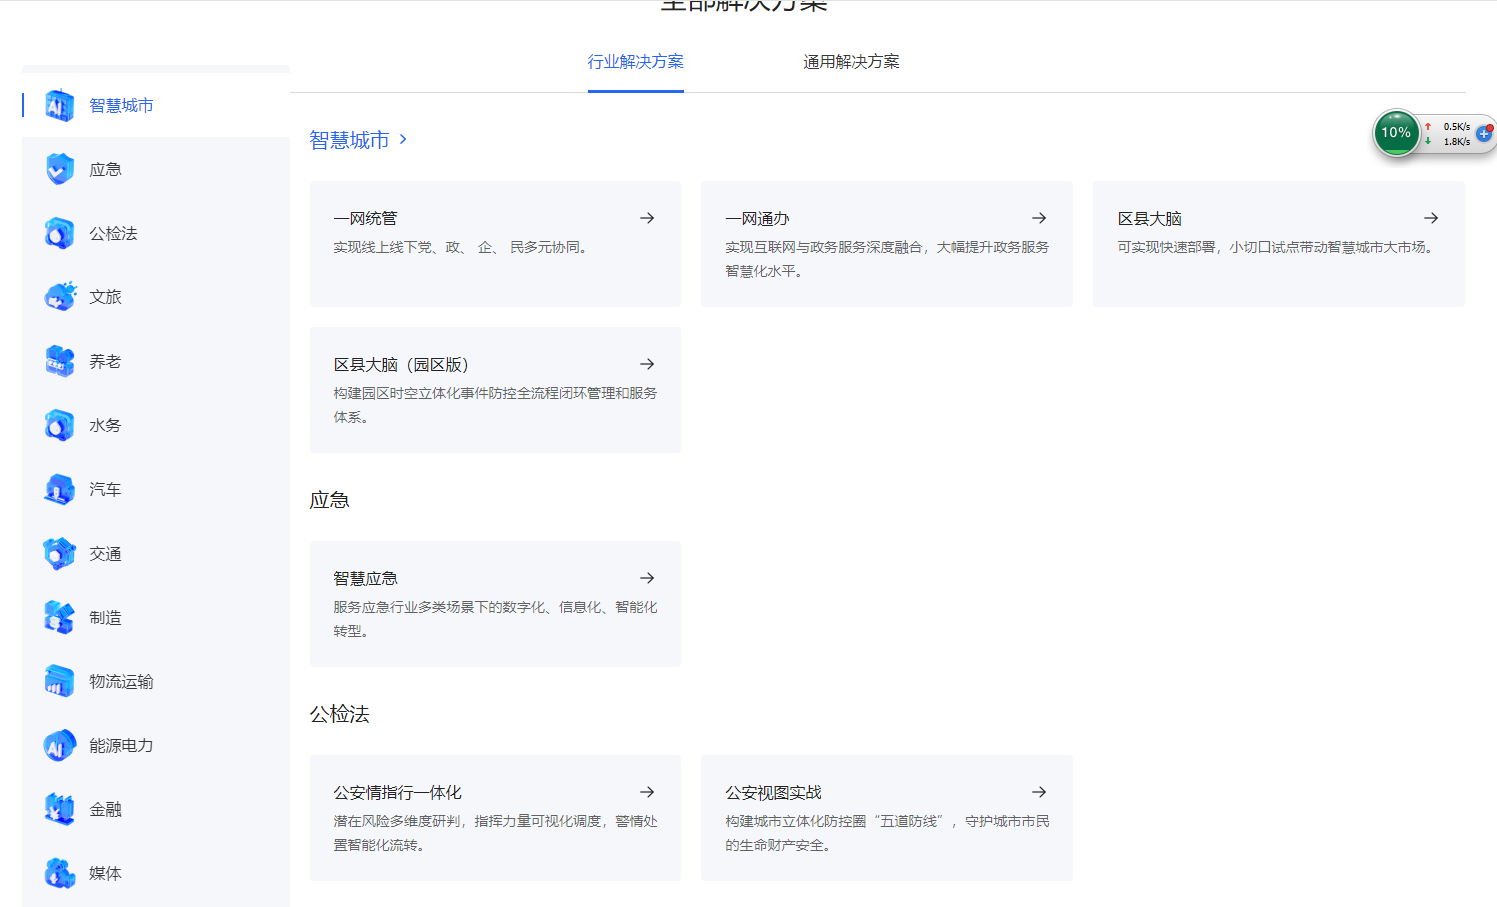 全部解决方案
行业解决方案 通用解决方案
智慧城市
应急
公检法
文旅
养老
水务
汽车
交通
制造
物流运输
能源电力
金融
媒体
智慧城市
一网统管
实现线上线下党、政、 企、 民多元协同。
一网通办
实现互联网与政务服务深度融合，大幅提升政务服务
智慧化水平。
区县大脑
可实现快速部署，小切口试点带动智慧城市大市场。
区县大脑（园区版）
构建园区时空立体化事件防控全流程闭环管理和服务
体系。
应急
智慧应急
服务应急行业多类场景下的数字化、信息化、智能化
转型。
公检法
公安情指行一体化
潜在风险多维度研判，指挥力量可视化调度，警情处
置智能化流转。
公安视图实战
构建城市立体化防控圈“五道防线”，守护城市市民
的生命财产安全。
10%
0.5K/s
1.8K/s